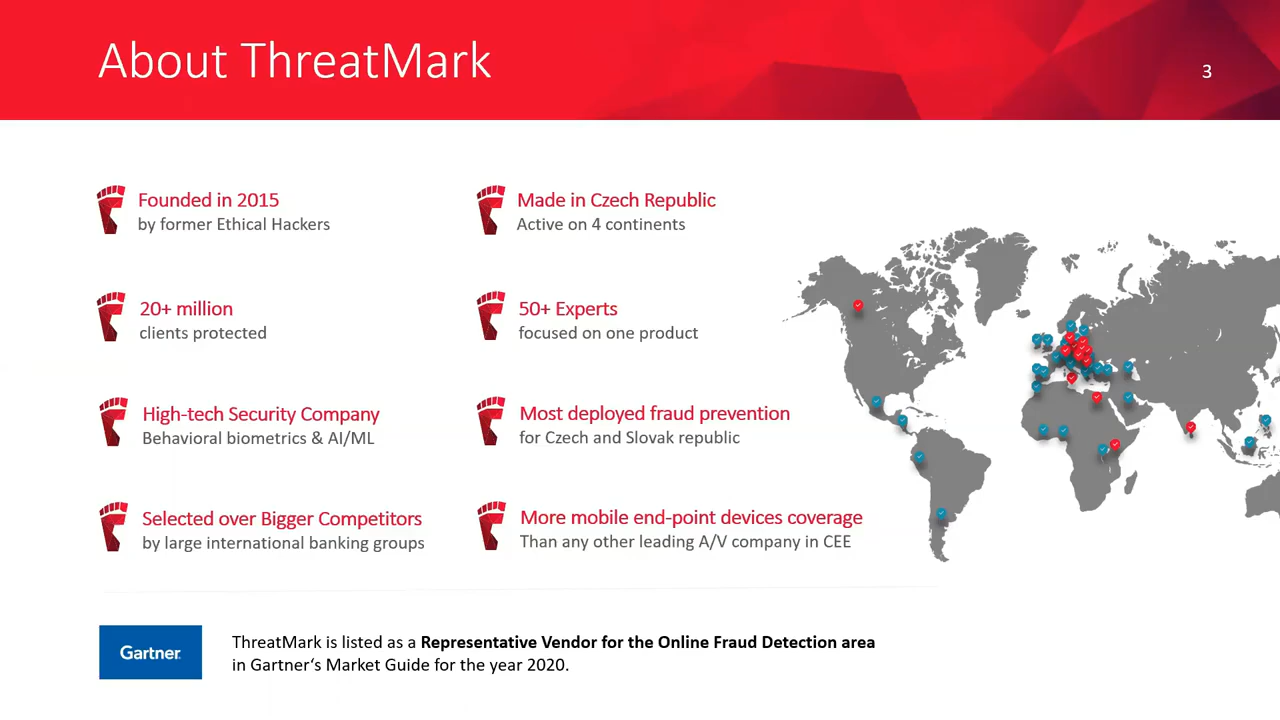 About ThreatMark
3
Founded in 2015
by former Ethical Hackers
Made in Czech Republic
Active on 4 continents
20+ million
clients protected
50+ Experts
focused on one product
High-tech Security Company
Behavioral biometrics & AI/ML
Most deployed fraud prevention
for Czech and Slovak republic
Selected over Bigger Competitors
by large international banking groups
More mobile end-point devices coverage
Than any other leading A/V company in CEE
Gartner
ThreatMark is listed as a Representative Vendor for the Online Fraud Detection area
in Gartner‘s Market Guide for the year 2020.